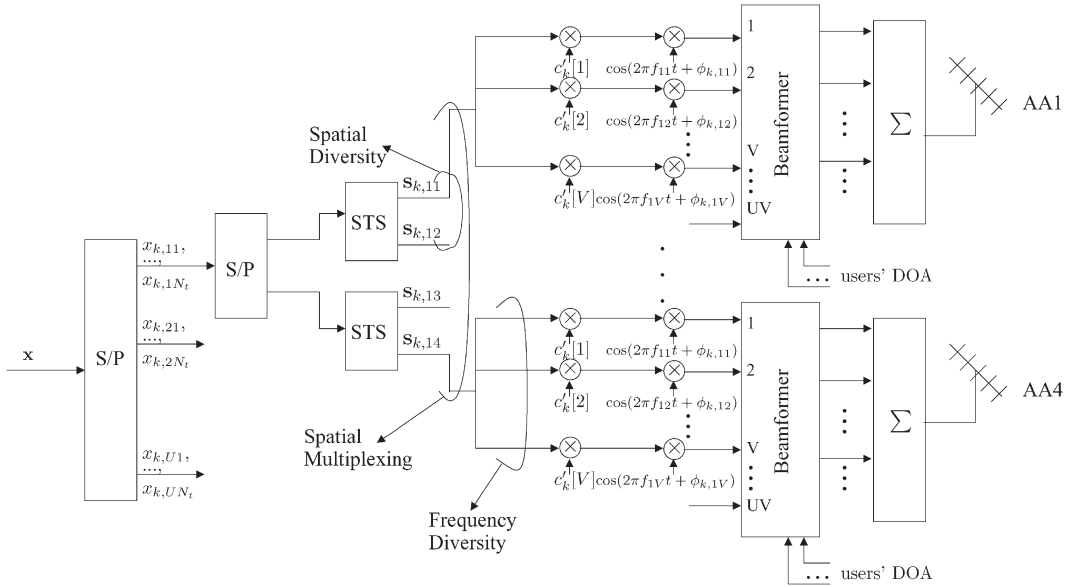 x
S/P
x_{k,11},
...,
x_{k,1N_t}
x_{k,21},
...,
x_{k,2N_t}
x_{k,U1},
...,
x_{k,UN_t}
S/P
STS
s_{k,11}
s_{k,12}
STS
s_{k,13}
s_{k,14}
Spatial
Diversity
Spatial
Multiplexing
Frequency
Diversity
c'_k[1]
cos(2πf_{11}t + φ_{k,11})
c'_k[2]
cos(2πf_{12}t + φ_{k,12})
c'_k[V]
cos(2πf_{1V}t + φ_{k,1V})
1
2
V
UV
Beamformer
... users' DOA
Σ
AA1
c'_k[1]
cos(2πf_{11}t + φ_{k,11})
c'_k[2]
cos(2πf_{12}t + φ_{k,12})
c'_k[V]
cos(2πf_{1V}t + φ_{k,1V})
1
2
V
UV
Beamformer
... users' DOA
Σ
AA4